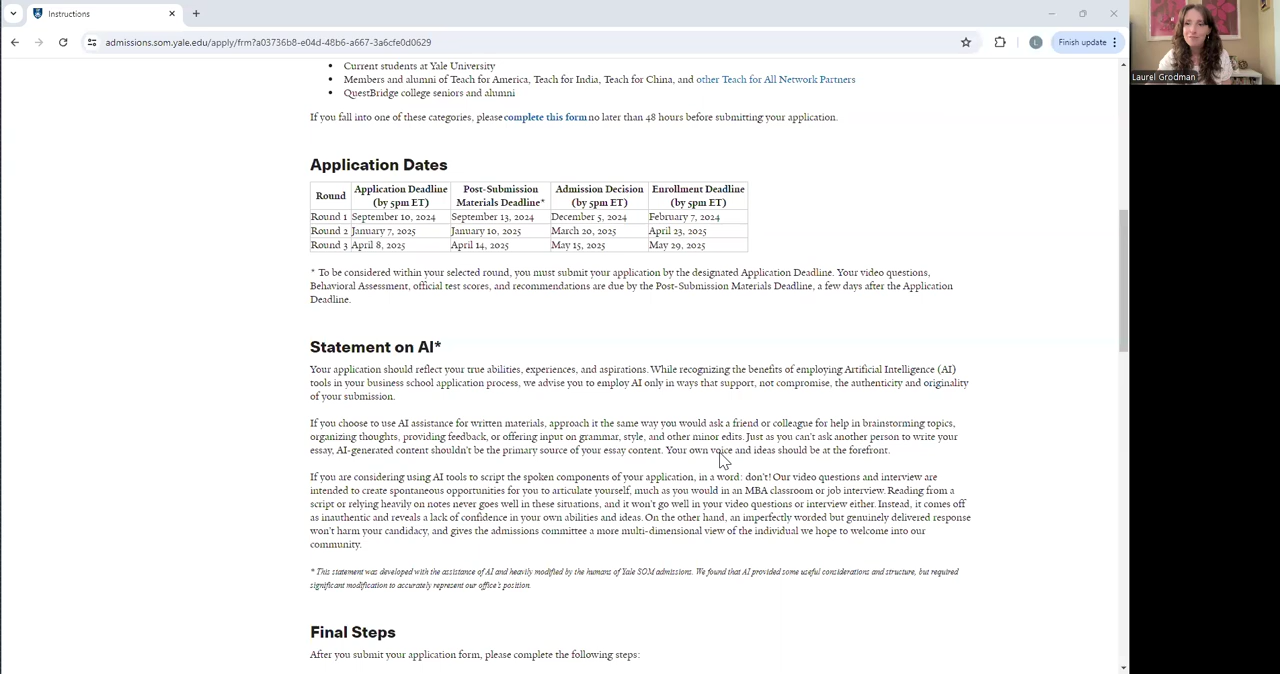 Instructions
admissions.som.yale.edu/apply/frm?a03736b8-e04d-48b6-a667-3a6cfe0d0629
L
Finish update
Laurel Grodman
• Current students at Yale University
• Members and alumni of Teach for America, Teach for India, Teach for China, and other Teach for All Network Partners
• QuestBridge college seniors and alumni
If you fall into one of these categories, please complete this form no later than 48 hours before submitting your application.
Application Dates
Round Application Deadline (by 5pm ET) Post-Submission Materials Deadline* (by 5pm ET) Admission Decision (by 5pm ET) Enrollment Deadline (by 5pm ET)
Round 1 September 10, 2024 September 13, 2024 December 5, 2024 February 7, 2024
Round 2 January 7, 2025 January 10, 2025 March 20, 2025 April 23, 2025
Round 3 April 8, 2025 April 14, 2025 May 15, 2025 May 29, 2025
* To be considered within your selected round, you must submit your application by the designated Application Deadline. Your video questions,
Behavioral Assessment, official test scores, and recommendations are due by the Post-Submission Materials Deadline, a few days after the Application
Deadline.
Statement on AI*
Your application should reflect your true abilities, experiences, and aspirations. While recognizing the benefits of employing Artificial Intelligence (AI)
tools in your business school application process, we advise you to employ AI only in ways that support, not compromise, the authenticity and originality
of your submission.
If you choose to use AI assistance for written materials, approach it the same way you would ask a friend or colleague for help in brainstorming topics,
organizing thoughts, providing feedback, or offering input on grammar, style, and other minor edits. Just as you can't ask another person to write your
essay, AI-generated content shouldn't be the primary source of your essay content. Your own voice and ideas should be at the forefront.
If you are considering using AI tools to script the spoken components of your application, in a word: don't! Our video questions and interview are
intended to create spontaneous opportunities for you to articulate yourself, much as you would in an MBA classroom or job interview. Reading from a
script or relying heavily on notes never goes well in these situations, and it won't go well in your video questions or interview either. Instead, it comes off
as inauthentic and reveals a lack of confidence in your own abilities and ideas. On the other hand, an imperfectly worded but genuinely delivered response
won't harm your candidacy, and gives the admissions committee a more multi-dimensional view of the individual we hope to welcome into our
community.
* This statement was developed with the assistance of AI and heavily modified by the humans of Yale SOM admissions. We found that AI provided some useful considerations and structure, but required
significant modification to accurately represent our office's position.
Final Steps
After you submit your application form, please complete the following steps: